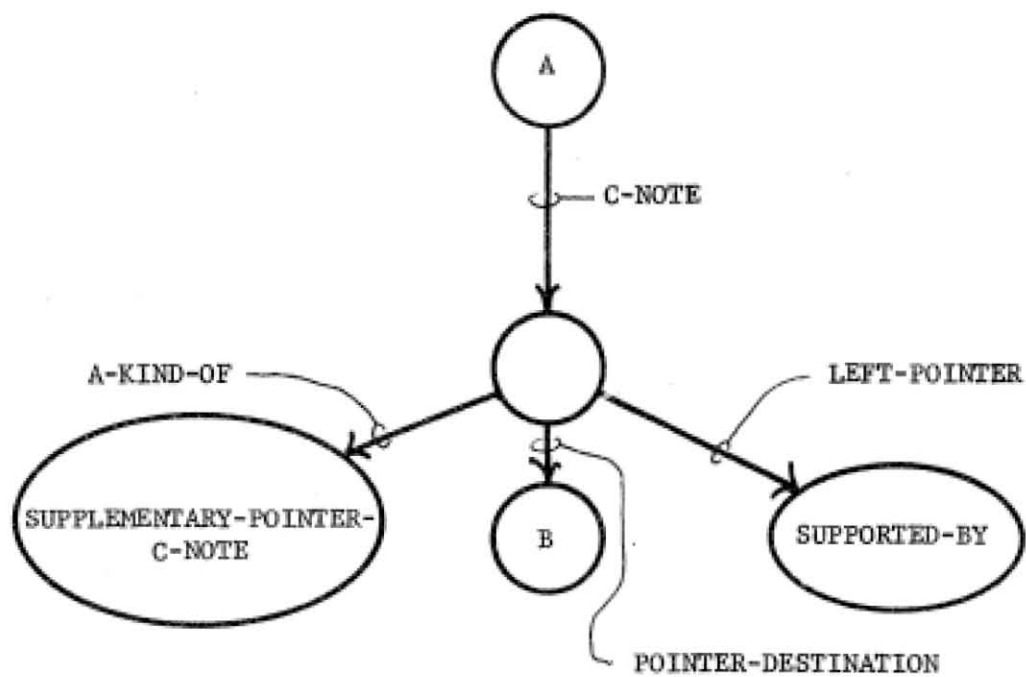 A
C-NOTE
A-KIND-OF
LEFT-POINTER
SUPPLEMENTARY-POINTER-
C-NOTE
B
SUPPORTED-BY
POINTER-DESTINATION